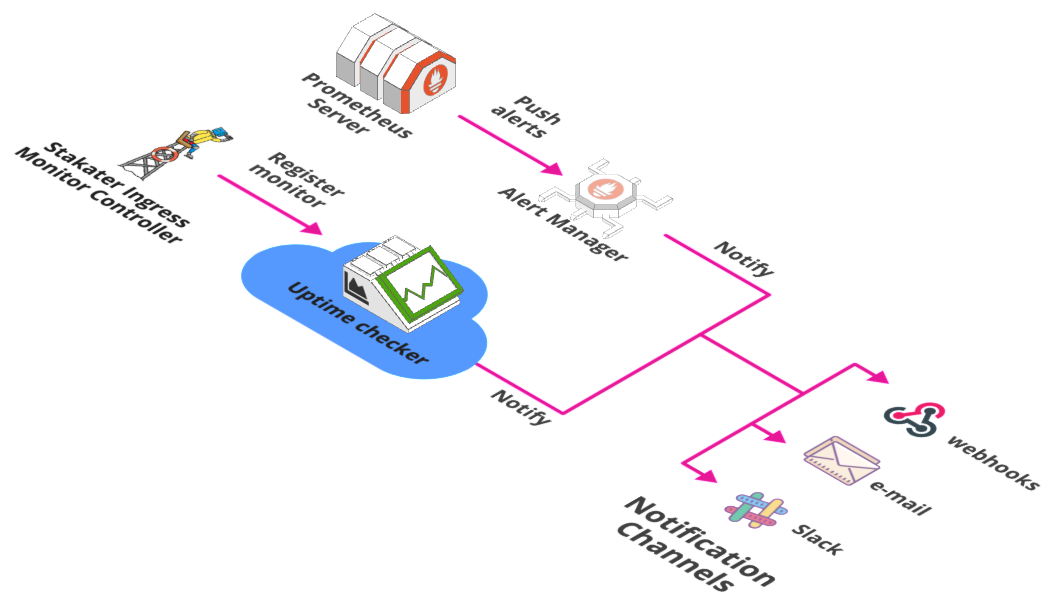 Prometheus
Server
Push
alerts
Stakater Ingress
Monitor Controller
Register
monitor
Alert Manager
Notify
Uptime checker
Notify
webhooks
e-mail
Slack
Notification
Channels